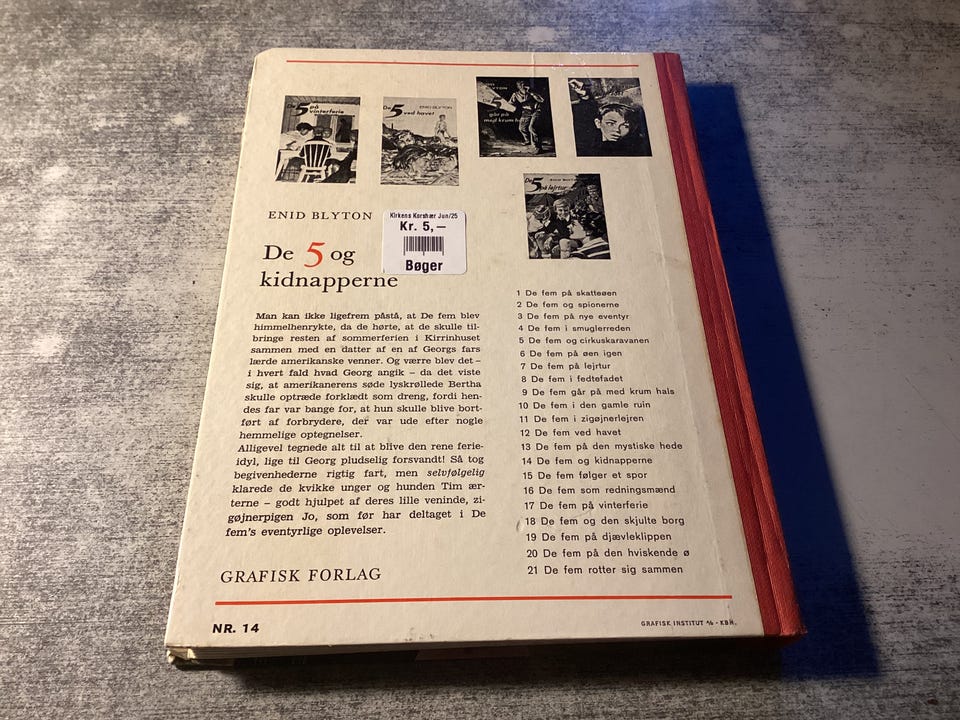 De 5 på
vinterferie
ENID BLYTON
De 5
ved havet
ENID
BLYTON
5
går på
med krum hals
De 5 på lejrtur
ENID BLYTON
Kirkens Korshær Jun/25
Kr. 5,—
Bøger
De 5 og
kidnapperne
Man kan ikke ligefrem påstå, at De fem blev
himmelhenrykte, da de hørte, at de skulle til-
bringe resten af sommerferien i Kirrinhuset
sammen med en datter af en af Georgs fars
lærde amerikanske venner. Og værre blev det –
i hvert fald hvad Georg angik – da det viste
sig, at amerikanerens søde lyskrøllede Bertha
skulle optræde forklædt som dreng, fordi hen-
des far var bange for, at hun skulle blive bort-
ført af forbrydere, der var ude efter nogle
hemmelige optegnelser.
Alligevel tegnede alt til at blive den rene ferie-
idyl, lige til Georg pludselig forsvandt! Så tog
begivenhederne rigtig fart, men selvfølgelig
klarede de kvikke unger og hunden Tim ær-
terne – godt hjulpet af deres lille veninde, zi-
gøjnerpigen Jo, som før har deltaget i De
fem's eventyrlige oplevelser.
GRAFISK FORLAG
NR. 14
1 De fem på skatteøen
2 De fem og spionerne
3 De fem på nye eventyr
4 De fem i smuglerreden
5 De fem og cirkuskaravanen
6 De fem på øen igen
7 De fem på lejrtur
8 De fem i fedtefadet
9 De fem går på med krum hals
10 De fem i den gamle ruin
11 De fem i zigøjnerlejren
12 De fem ved havet
13 De fem på den mystiske hede
14 De fem og kidnapperne
15 De fem følger et spor
16 De fem som redningsmænd
17 De fem på vinterferie
18 De fem og den skjulte borg
19 De fem på djævleklippen
20 De fem på den hviskende ø
21 De fem rotter sig sammen
GRAFISK INSTITUT A/S - KBH.